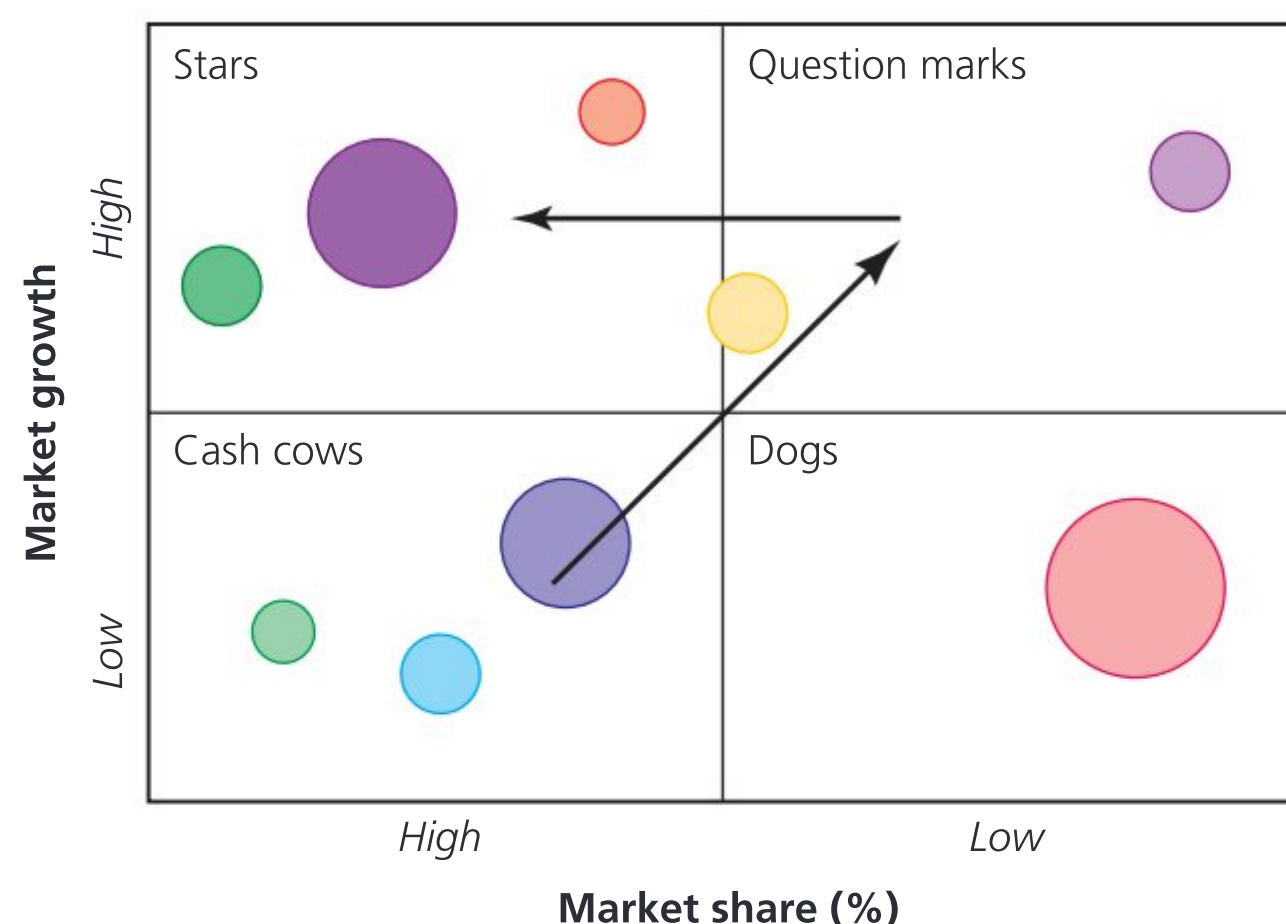 Stars
Question marks
High
Market growth
Cash cows
Dogs
Low
High
Low
Market share (%)